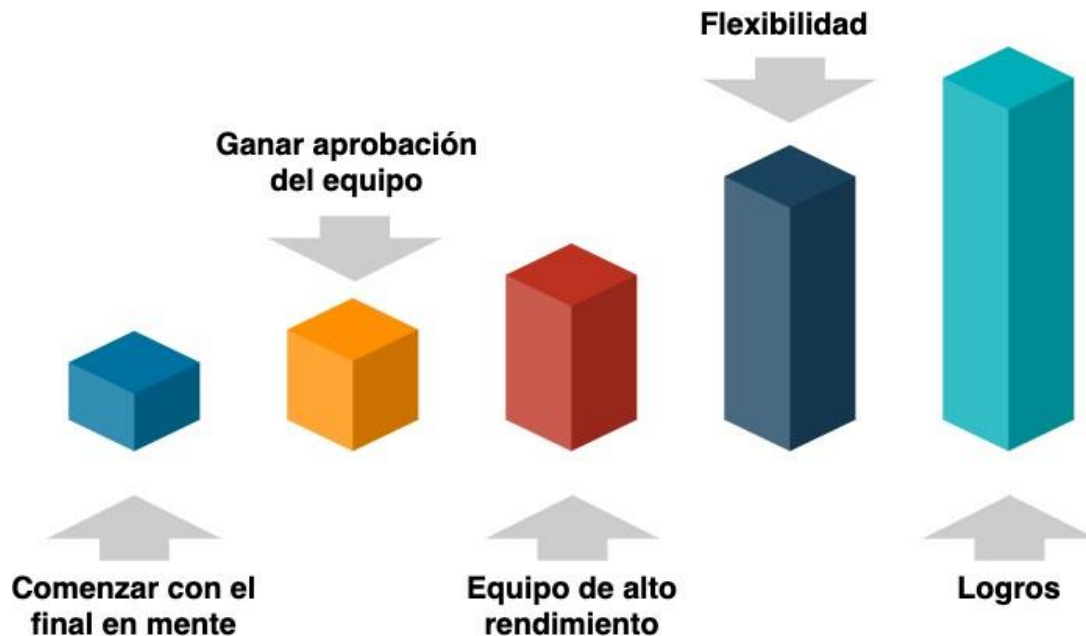 Flexibilidad
Ganar aprobación
del equipo
Comenzar con el
final en mente
Equipo de alto
rendimiento
Logros